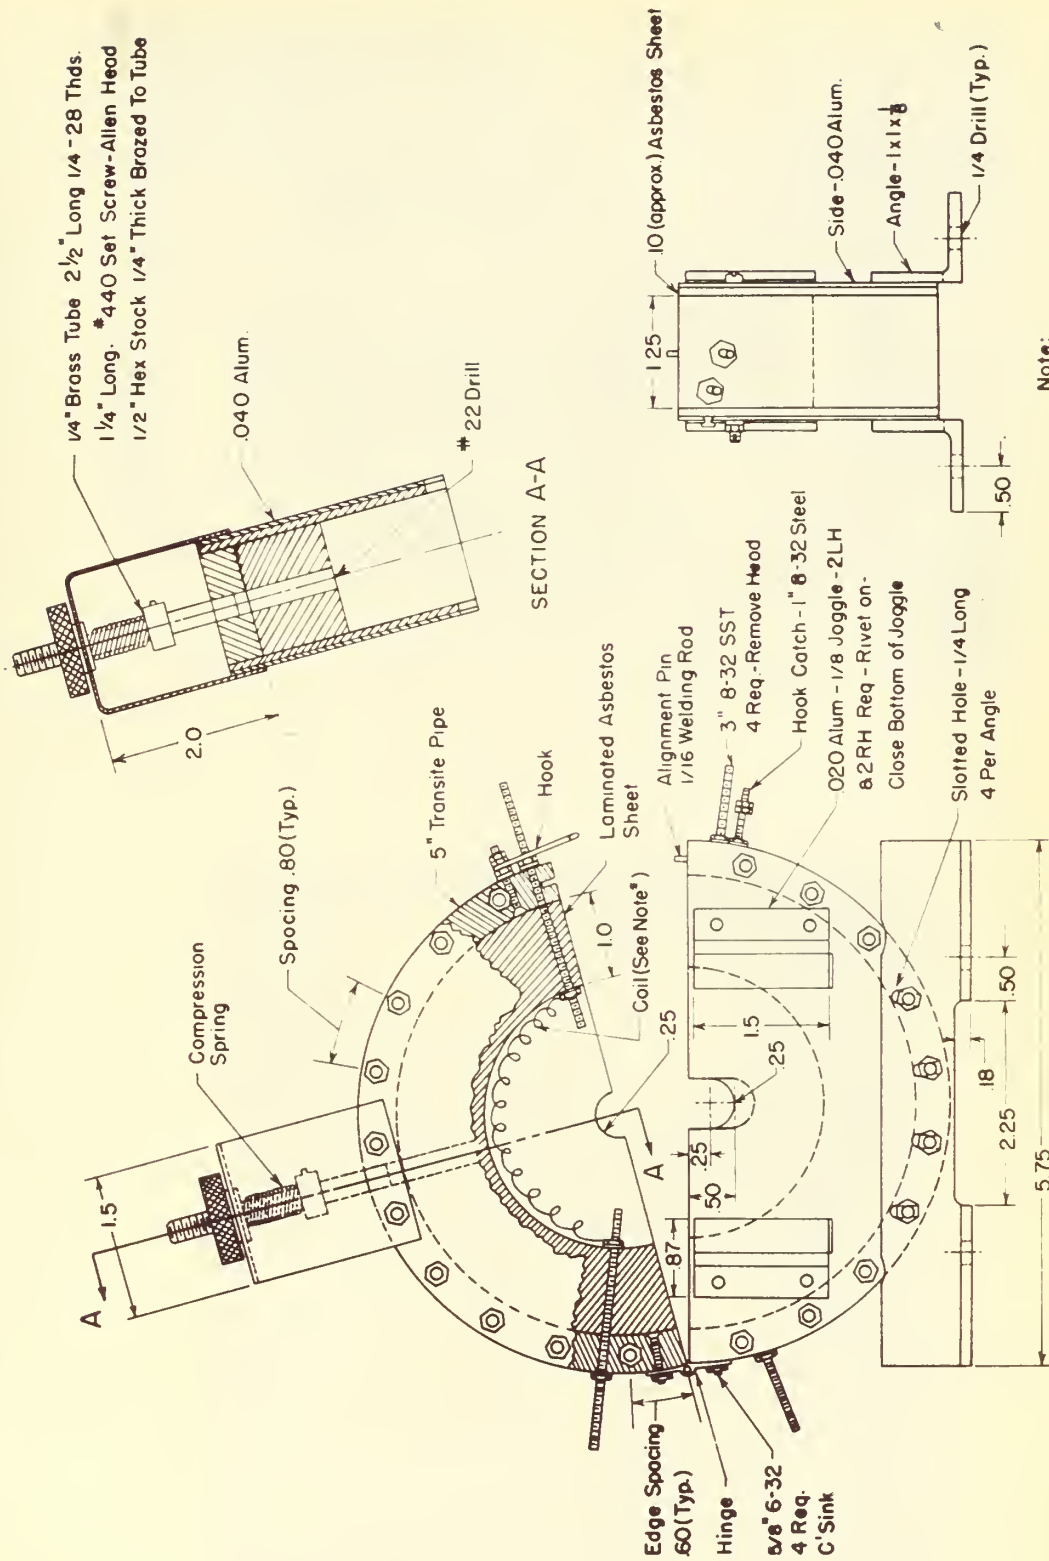 1/4" Brass Tube 2 1/2" Long 1/4 - 28 Thds.
1 1/4" Long. #440 Set Screw-Allen Head
1/2" Hex Stock 1/4" Thick Brazed To Tube
.040 Alum.
# 22 Drill
2.0
SECTION A-A
.10 (approx.) Asbestos Sheet
1.25
Side-.040 Alum.
Angle-1x1x1/8
1/4 Drill (Typ.)
.50
Note:
A
1.5
Compression
Spring
Spacing .80 (Typ.)
5" Transite Pipe
Hook
Laminated Asbestos
Sheet
1.0
Coil (See Note*)
.25
A
Alignment Pin
1/16 Welding Rod
3" 8-32 SST
4 Req.-Remove Head
Hook Catch-1" 8-32 Steel
.020 Alum-1/8 Joggle-2LH
&2RH Req-Rivet on-
Close Bottom of Joggle
Slotted Hole-1/4 Long
4 Per Angle
.87
.25
.50
1.5
.25
.18
.50
2.25
5.75
Edge Spacing
.60 (Typ.)
Hinge
5/8" 6-32
4 Req.
C'Sink